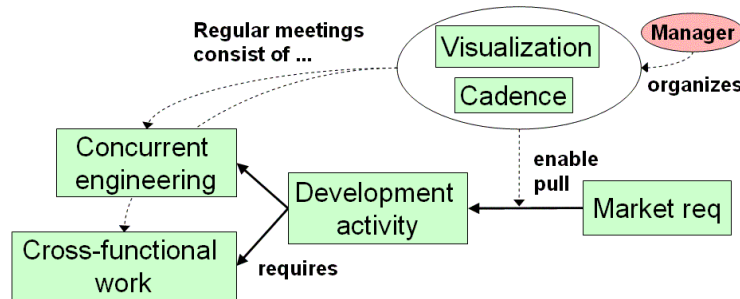 Regular meetings
consist of ...
Visualization
Cadence
Manager
organizes
Concurrent
engineering
enable
pull
Development
activity
Market req
Cross-functional
work
requires